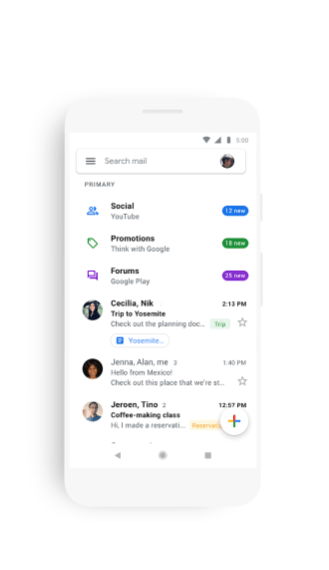 5:00
Search mail
PRIMARY
Social
YouTube
12 new
Promotions
Think with Google
18 new
Forums
Google Play
25 new
Cecilia, Nik
2:13 PM
Trip to Yosemite
Check out the planning doc...
Trip
Yosemite..
Jenna, Alan, me 3
1:40 PM
Hello from Mexico!
Check out this place that we're st...
Jeroen, Tino 2
12:57 PM
Coffee-making class
Hi, I made a reservati...